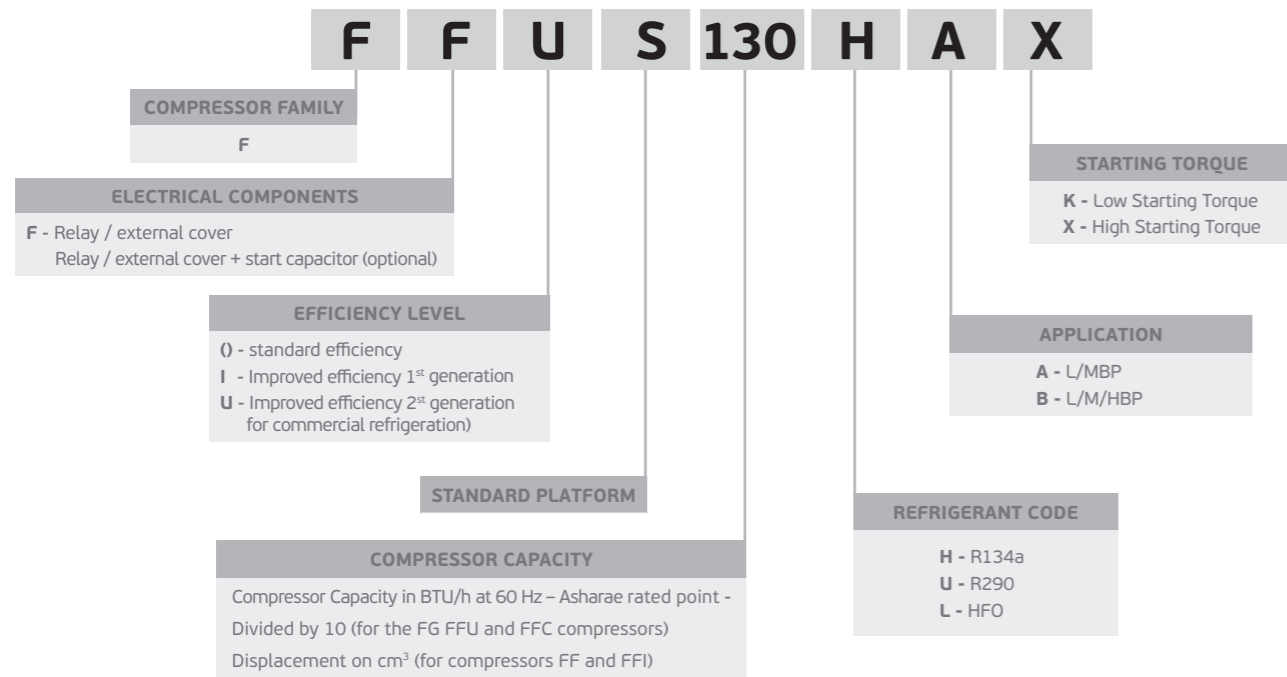 F F U S 130 H A X
COMPRESSOR FAMILY
F
ELECTRICAL COMPONENTS
F - Relay / external cover
Relay / external cover + start capacitor (optional)
EFFICIENCY LEVEL
() - standard efficiency
I - Improved efficiency 1st generation
U - Improved efficiency 2st generation
for commercial refrigeration)
STANDARD PLATFORM
COMPRESSOR CAPACITY
Compressor Capacity in BTU/h at 60 Hz – Asharae rated point -
Divided by 10 (for the FG FFU and FFC compressors)
Displacement on cm³ (for compressors FF and FFI)
REFRIGERANT CODE
H - R134a
U - R290
L - HFO
APPLICATION
A - L/MBP
B - L/M/HBP
STARTING TORQUE
K - Low Starting Torque
X - High Starting Torque